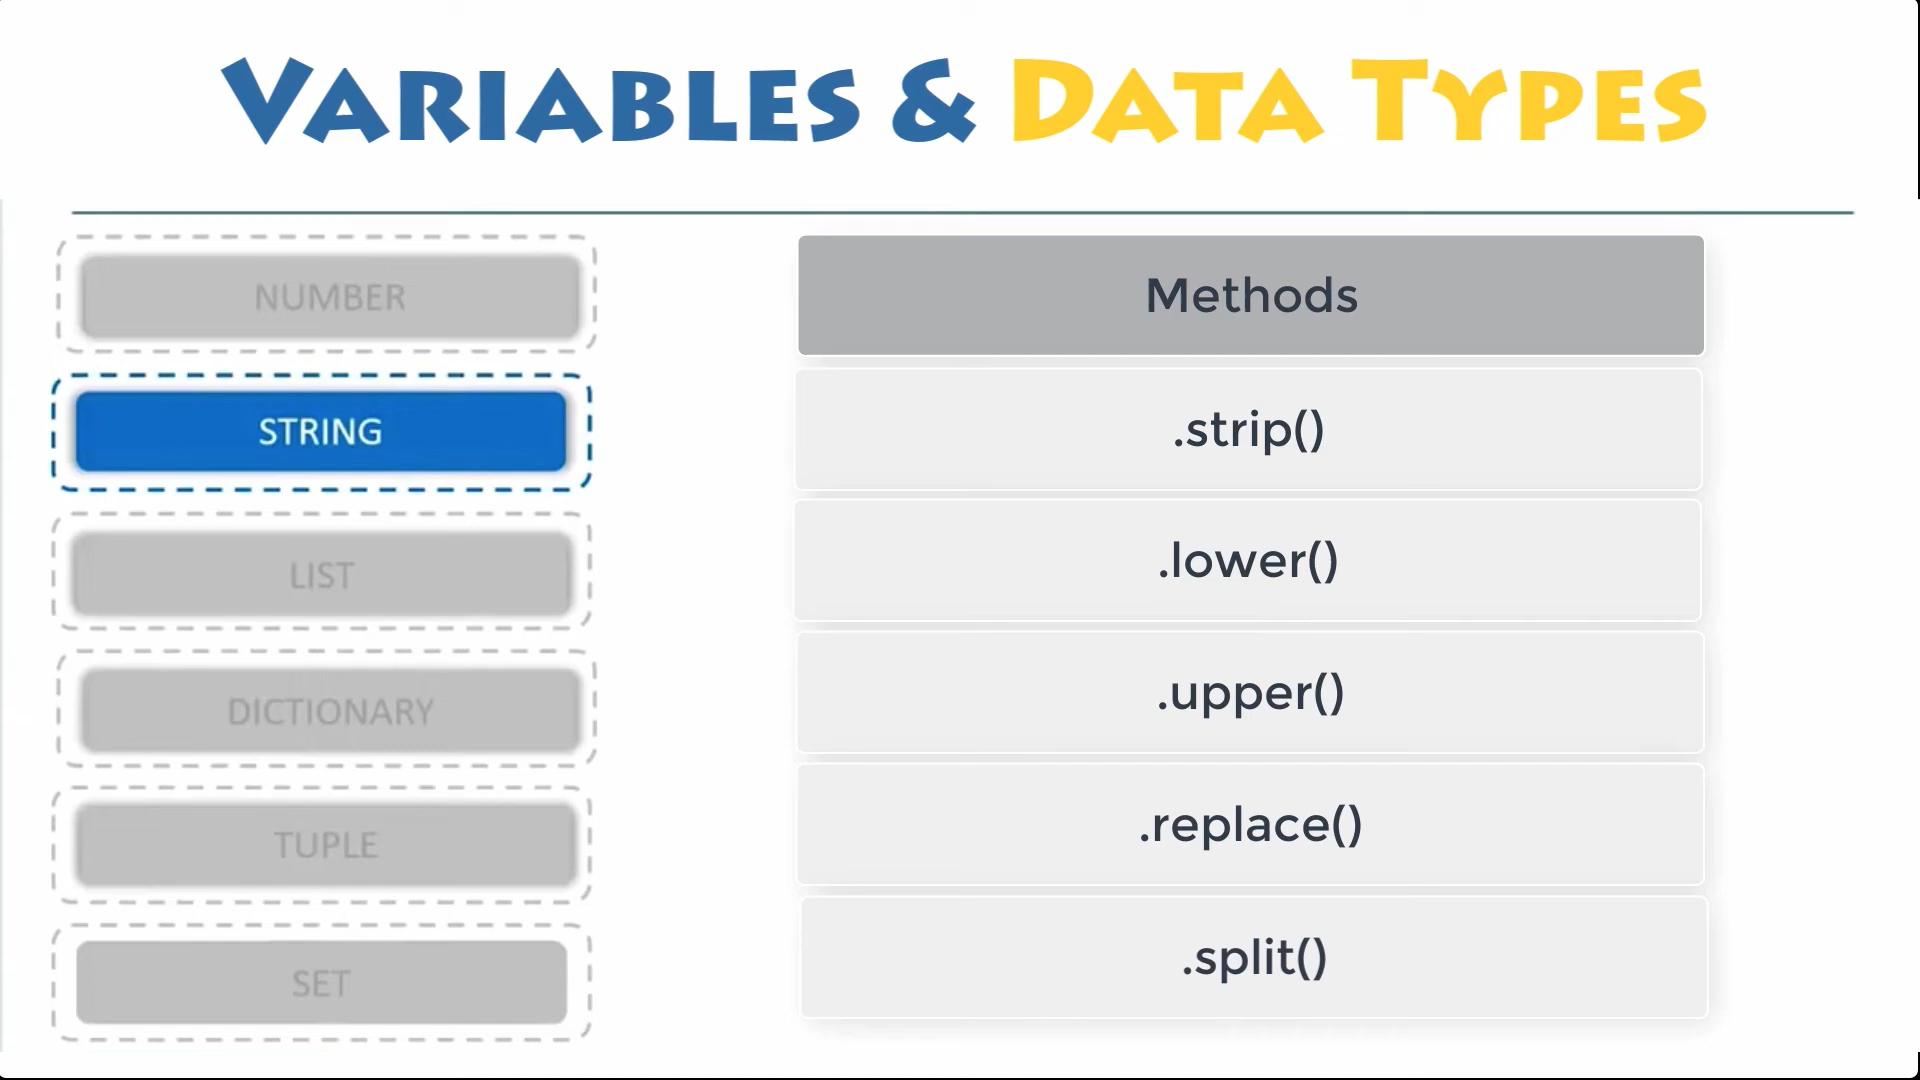 VARIABLES & DATA TYPES
NUMBER
STRING
LIST
DICTIONARY
TUPLE
SET
Methods
.strip()
.lower()
.upper()
.replace()
.split()